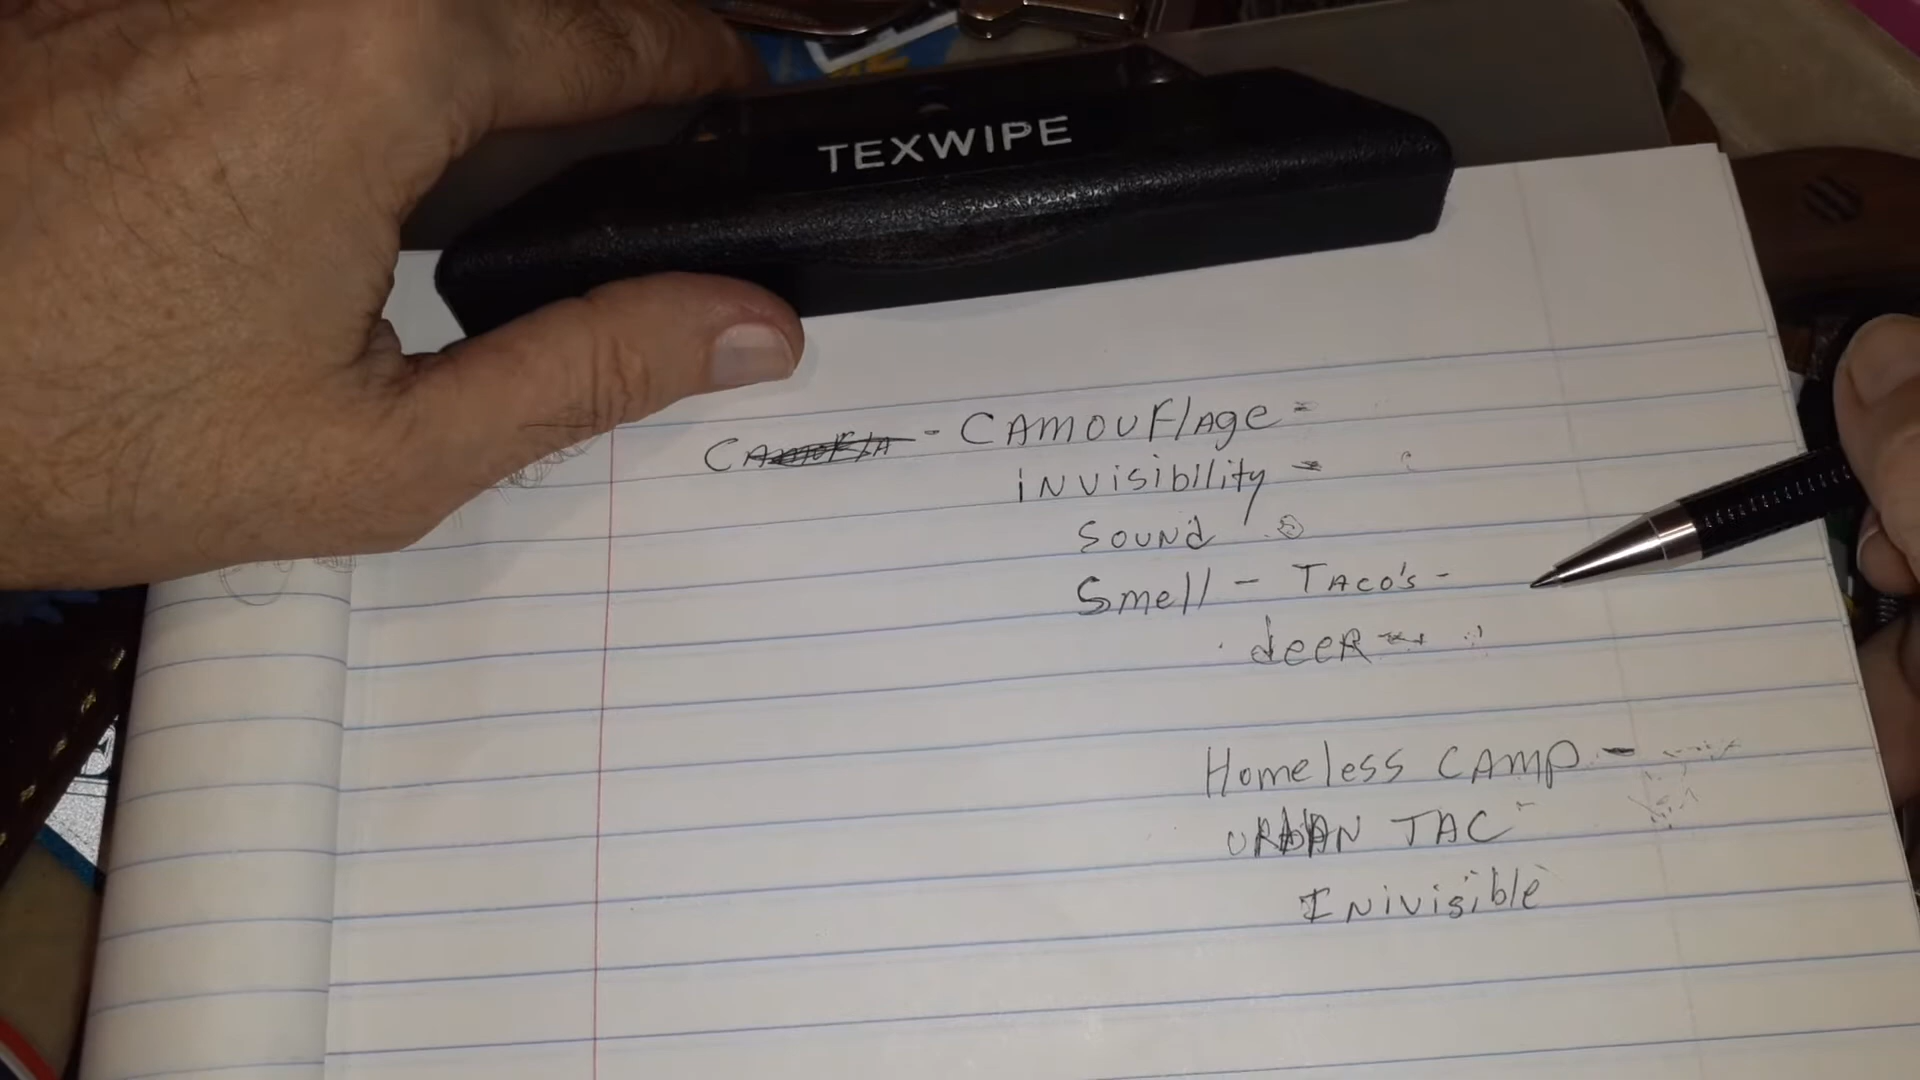 TEXWIPE
- CAMOUFlAge -
iNVisibility -
SOUNd
Smell - TAco's -
deeR -
Homeless CAMP -
URBAN TAC -
INivisible